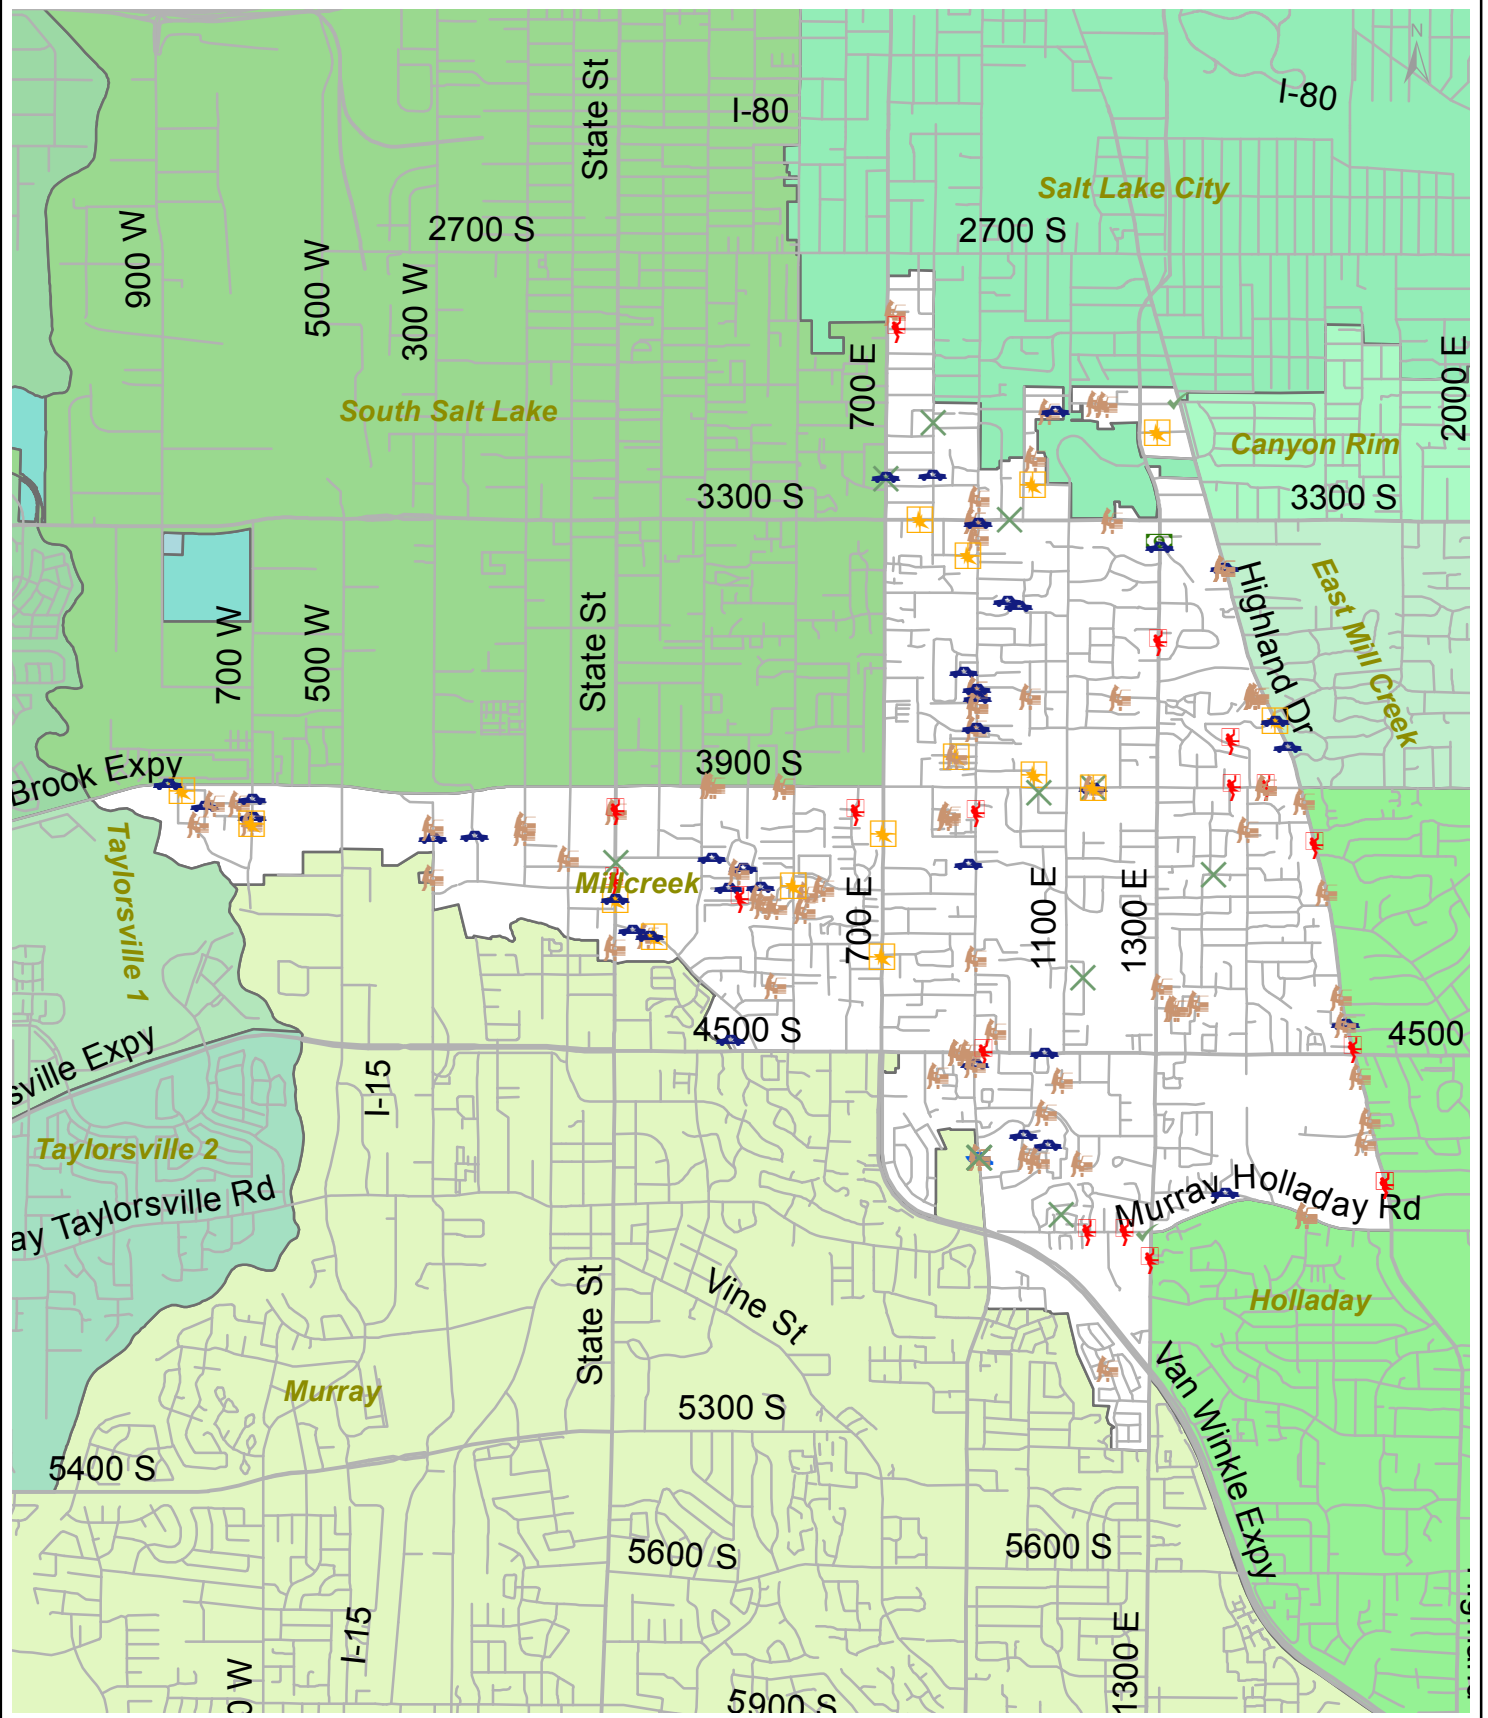 N
I-80
State St
I-80
Salt Lake City
900 W
2700 S
2700 S
500 W
300 W
700 E
2000 E
South Salt Lake
Canyon Rim
3300 S
3300 S
Highland Dr
East Mill Creek
State St
700 W
500 W
3900 S
Brook Expy
Taylorsville 1
Millcreek
700 E
1100 E
1300 E
4500 S
4500
sville Expy
I-15
Taylorsville 2
ay Taylorsville Rd
Murray Holladay Rd
State St
Vine St
Holladay
Murray
5300 S
Van Winkle Expy
5400 S
5600 S
5600 S
I-15
1300 E
0 W
5900 S